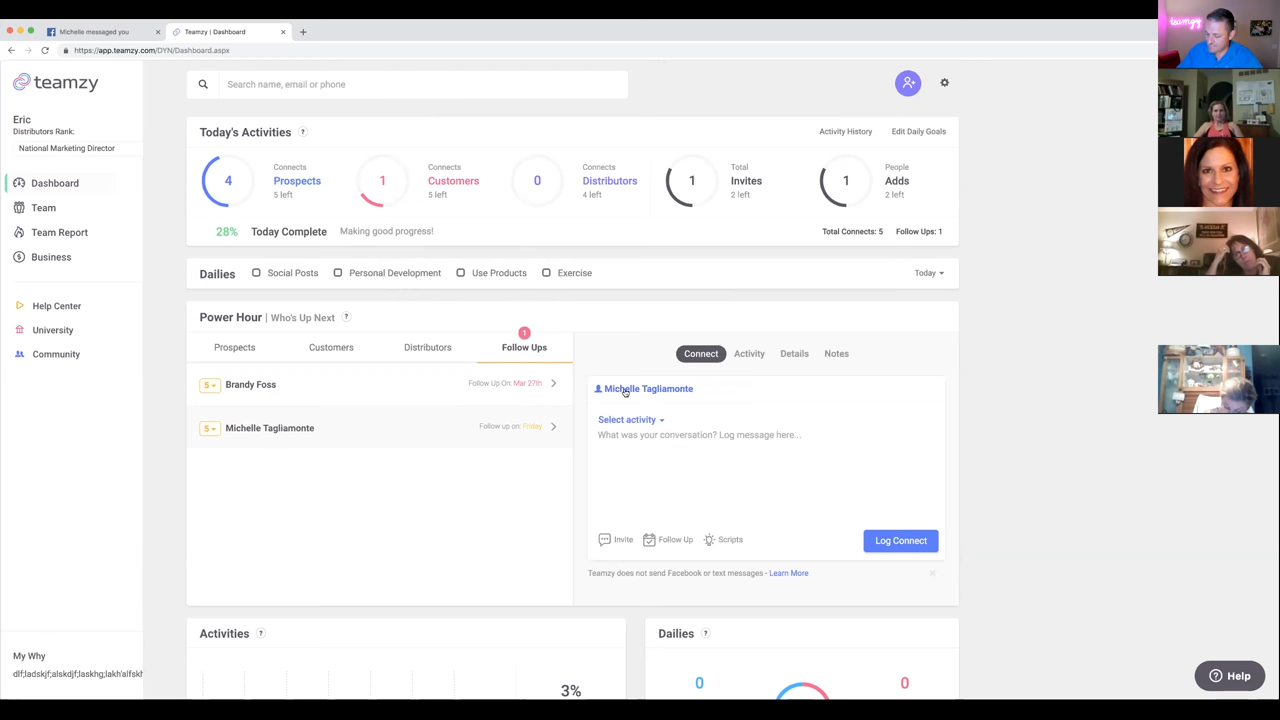 Michelle messaged you
Teamzy | Dashboard
https://app.teamzy.com/DYN/Dashboard.aspx
teamzy
Search name, email or phone
Eric
Distributors Rank:
National Marketing Director
Dashboard
Team
Team Report
Business
Help Center
University
Community
My Why
dlf;ladskjf;alskdjf;laskhg;lakh'alfskh
Today's Activities ?
Activity History
Edit Daily Goals
4 Connects Prospects 5 left
1 Connects Customers 5 left
0 Connects Distributors 4 left
1 Total Invites 2 left
1 People Adds 2 left
28% Today Complete Making good progress!
Total Connects: 5 Follow Ups: 1
Dailies Social Posts Personal Development Use Products Exercise Today
Power Hour | Who's Up Next ?
1
Prospects Customers Distributors Follow Ups
5 Brandy Foss Follow Up On: Mar 27th
5 Michelle Tagliamonte Follow up on: Friday
Connect Activity Details Notes
Michelle Tagliamonte
Select activity
What was your conversation? Log message here...
Invite Follow Up Scripts Log Connect
Teamzy does not send Facebook or text messages - Learn More
Activities ?
3%
Dailies ?
0 0
? Help
teamzy